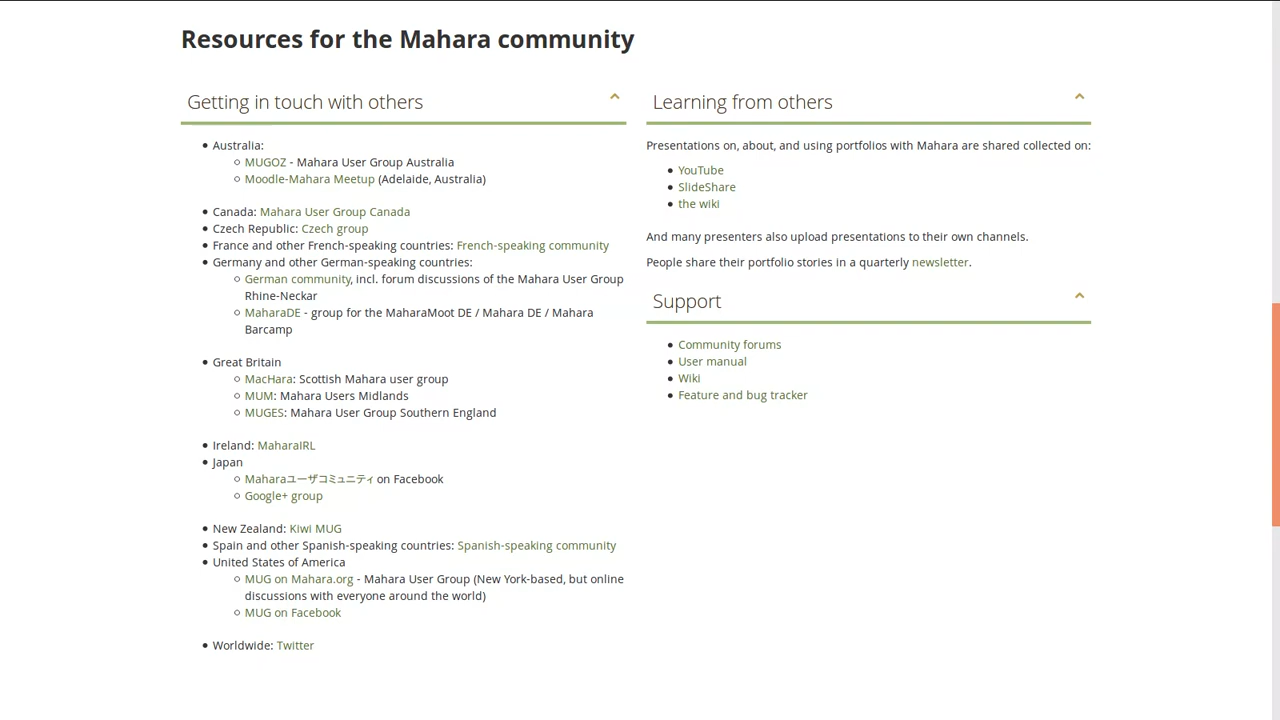 Resources for the Mahara community
Getting in touch with others
Australia:
MUGOZ - Mahara User Group Australia
Moodle-Mahara Meetup (Adelaide, Australia)
Canada: Mahara User Group Canada
Czech Republic: Czech group
France and other French-speaking countries: French-speaking community
Germany and other German-speaking countries:
German community, incl. forum discussions of the Mahara User Group
Rhine-Neckar
MaharaDE - group for the MaharaMoot DE / Mahara DE / Mahara
Barcamp
Great Britain
MacHara: Scottish Mahara user group
MUM: Mahara Users Midlands
MUGES: Mahara User Group Southern England
Ireland: MaharaIRL
Japan
Maharaユーザコミュニティ on Facebook
Google+ group
New Zealand: Kiwi MUG
Spain and other Spanish-speaking countries: Spanish-speaking community
United States of America
MUG on Mahara.org - Mahara User Group (New York-based, but online
discussions with everyone around the world)
MUG on Facebook
Worldwide: Twitter
Learning from others
Presentations on, about, and using portfolios with Mahara are shared collected on:
YouTube
SlideShare
the wiki
And many presenters also upload presentations to their own channels.
People share their portfolio stories in a quarterly newsletter.
Support
Community forums
User manual
Wiki
Feature and bug tracker